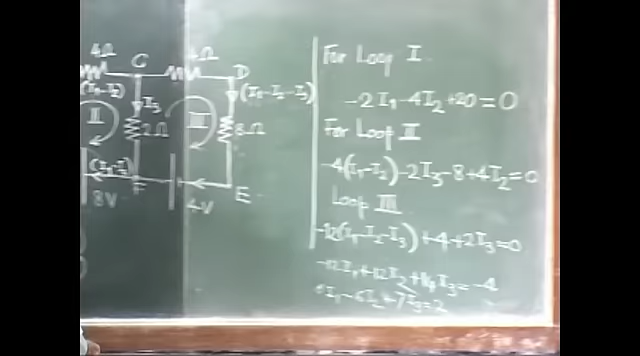 4Ω
C
4Ω
D
(I₁-I₂)
I₃
(I₁-I₂-I₃)
II
2Ω
III
8Ω
F
E
8V
4V
For Loop I
-2I₁-4I₂+20=0
For Loop II
-4(I₁-I₂)-2I₃-8+4I₂=0
Loop III
-12(I₁-I₂-I₃)+4+2I₃=0
-12I₁+12I₂+14I₃=-4
6I₁-6I₂+7I₃=2